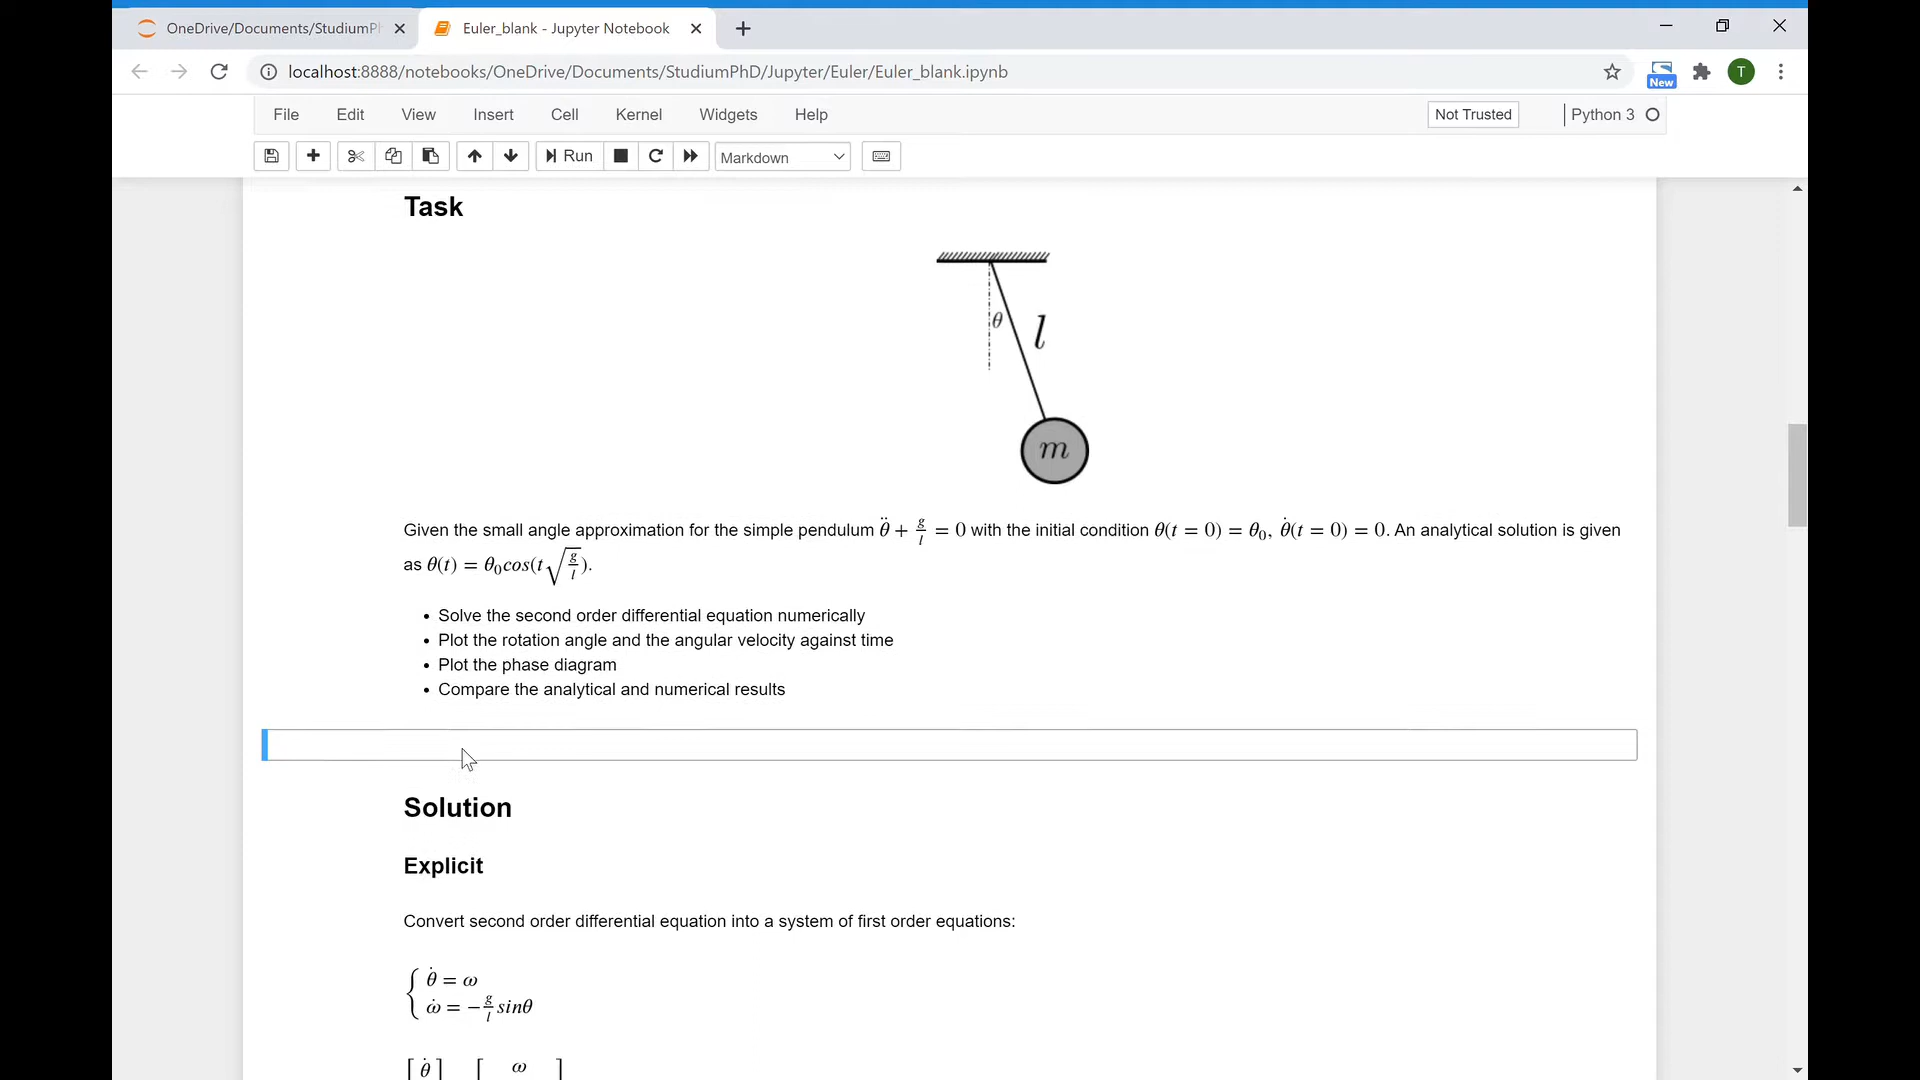 OneDrive/Documents/StudiumPh
Euler_blank - Jupyter Notebook
localhost:8888/notebooks/OneDrive/Documents/StudiumPhD/Jupyter/Euler/Euler_blank.ipynb
New
T
File Edit View Insert Cell Kernel Widgets Help
Not Trusted
Python 3
Run
Markdown
Task
θ
l
m
Given the small angle approximation for the simple pendulum θ̈ + g/l = 0 with the initial condition θ(t = 0) = θ₀, θ̇(t = 0) = 0. An analytical solution is given
as θ(t) = θ₀cos(t√(g/l)).
• Solve the second order differential equation numerically
• Plot the rotation angle and the angular velocity against time
• Plot the phase diagram
• Compare the analytical and numerical results
Solution
Explicit
Convert second order differential equation into a system of first order equations:
θ̇ = ω
ω̇ = −g/l sinθ
[θ̇] [ω]